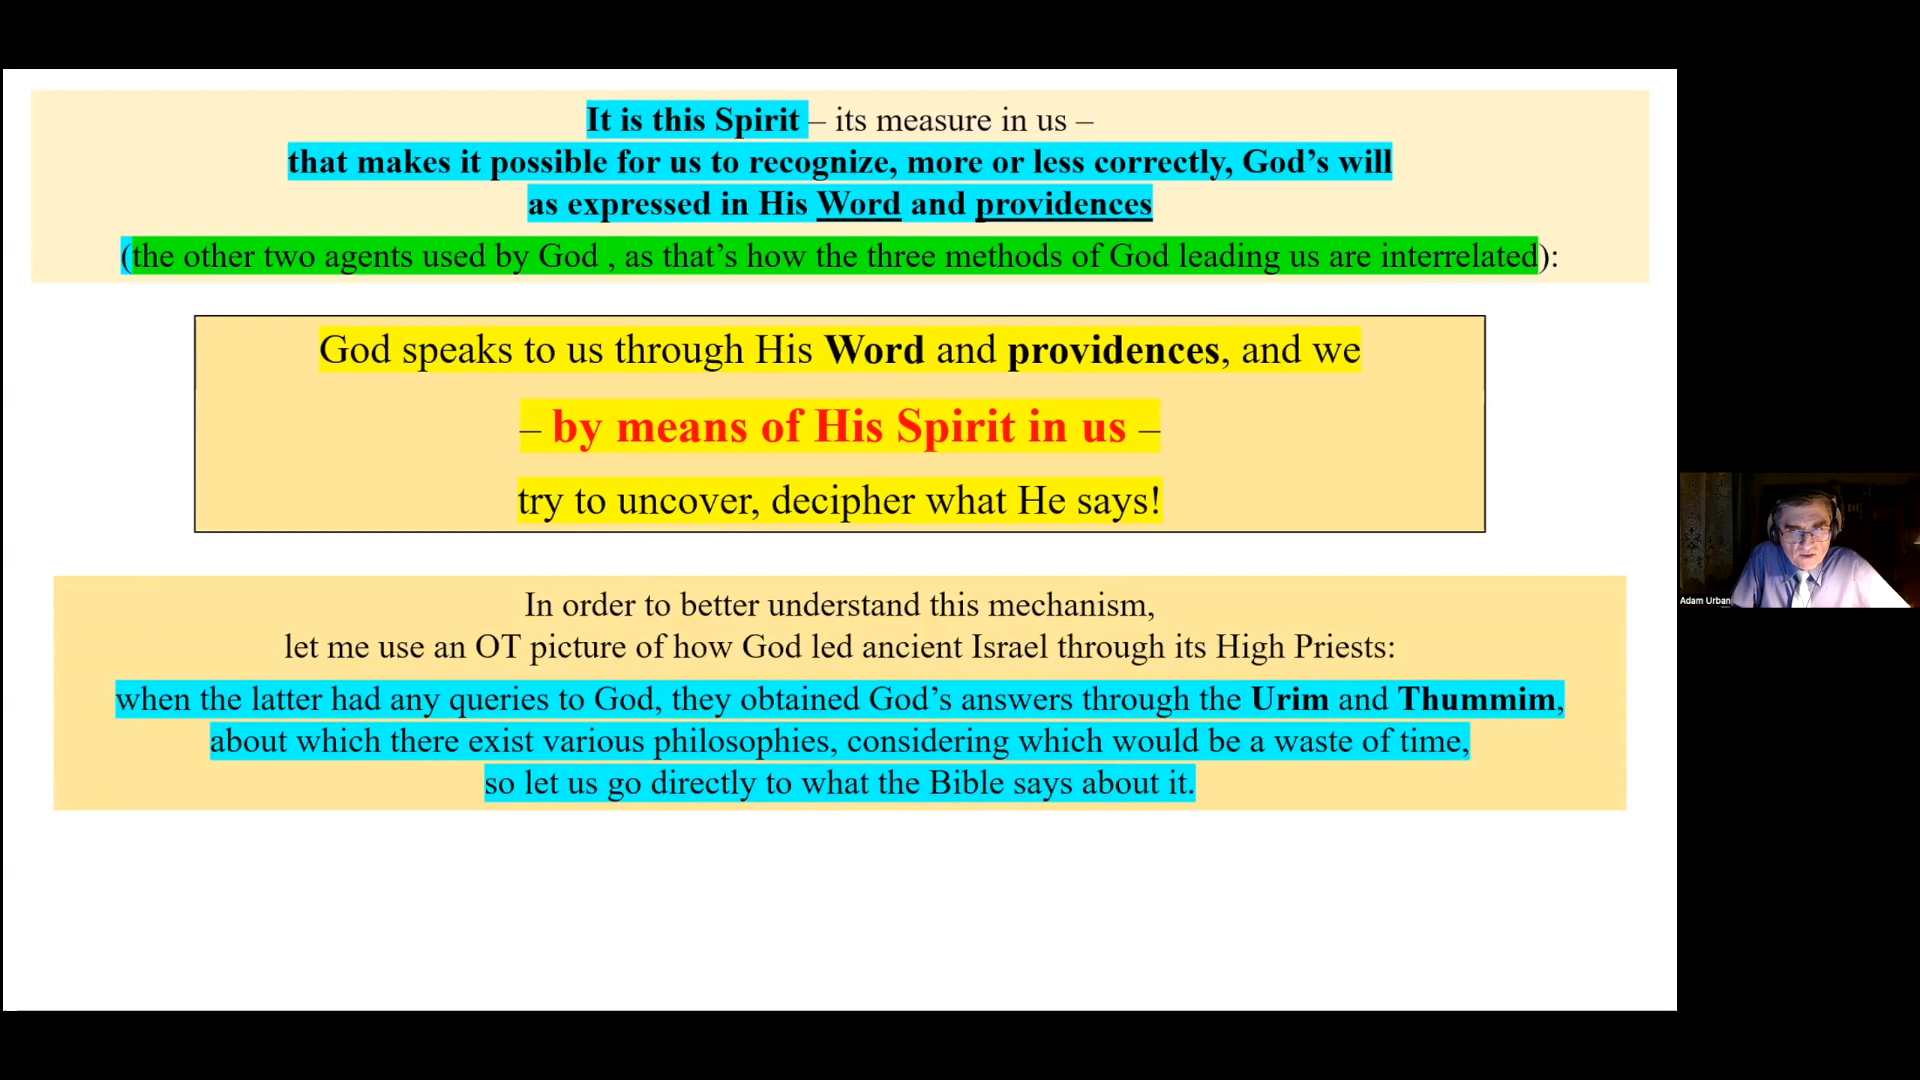 It is this Spirit – its measure in us –
that makes it possible for us to recognize, more or less correctly, God’s will
as expressed in His Word and providences
(the other two agents used by God , as that’s how the three methods of God leading us are interrelated):
God speaks to us through His Word and providences, and we
– by means of His Spirit in us –
try to uncover, decipher what He says!
In order to better understand this mechanism,
let me use an OT picture of how God led ancient Israel through its High Priests:
when the latter had any queries to God, they obtained God’s answers through the Urim and Thummim,
about which there exist various philosophies, considering which would be a waste of time,
so let us go directly to what the Bible says about it.
Adam Urban